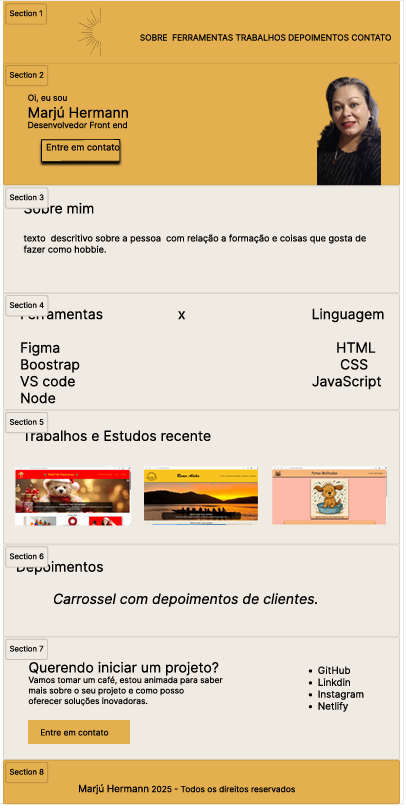 Section 1
SOBRE FERRAMENTAS TRABALHOS DEPOIMENTOS CONTATO
Section 2
Oi, eu sou
Marjú Hermann
Desenvolvedor Front end
Entre em contato
Section 3
Sobre mim
texto descritivo sobre a pessoa com relação a formação e coisas que gosta de
fazer como hobbie.
Section 4
Ferramentas x Linguagem
Figma HTML
Boostrap CSS
VS code JavaScript
Node
Section 5
Trabalhos e Estudos recente
Section 6
Depoimentos
Carrossel com depoimentos de clientes.
Section 7
Querendo iniciar um projeto?
Vamos tomar um café, estou animada para saber
mais sobre o seu projeto e como posso
oferecer soluções inovadoras.
Entre em contato
• GitHub
• Linkdin
• Instagram
• Netlify
Section 8
Marjú Hermann 2025 - Todos os direitos reservados